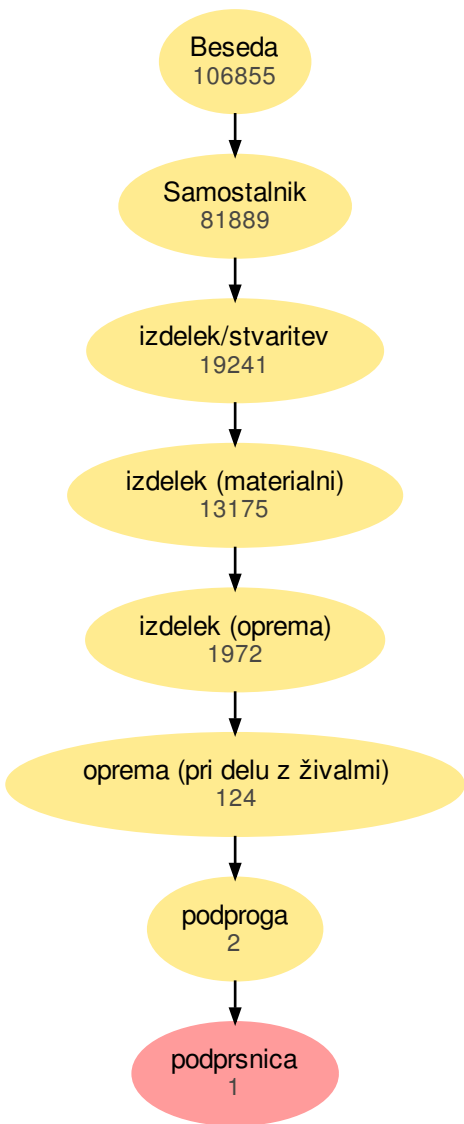 Beseda
106855
Samostalnik
81889
izdelek/stvaritev
19241
izdelek (materialni)
13175
izdelek (oprema)
1972
oprema (pri delu z živalmi)
124
podproga
2
podprsnica
1